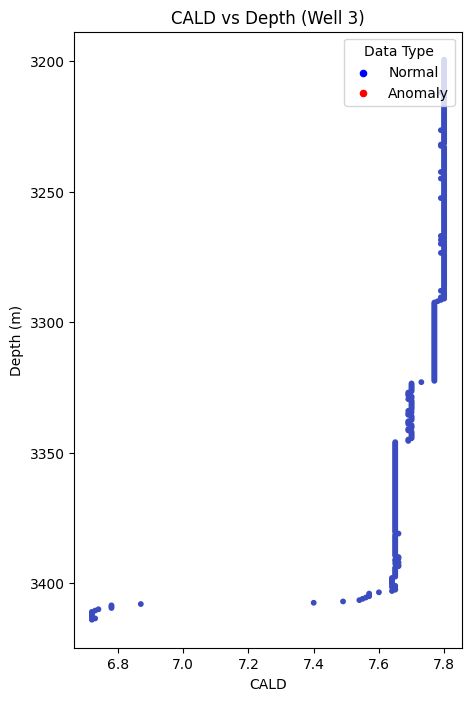 CALD vs Depth (Well 3)
Data Type
Normal
Anomaly
3200
3250
3300
3350
3400
Depth (m)
6.8 7.0 7.2 7.4 7.6 7.8
CALD